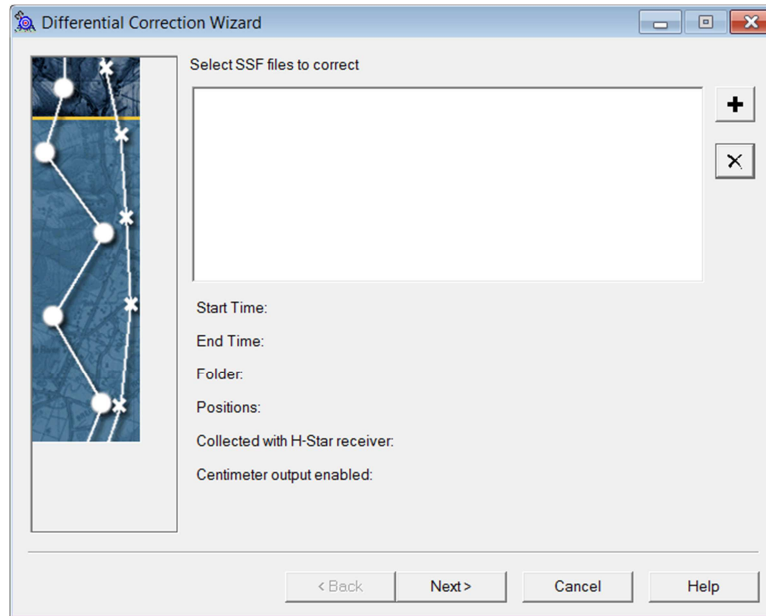 Differential Correction Wizard
Select SSF files to correct
Start Time:
End Time:
Folder:
Positions:
Collected with H-Star receiver:
Centimeter output enabled:
< Back
Next >
Cancel
Help